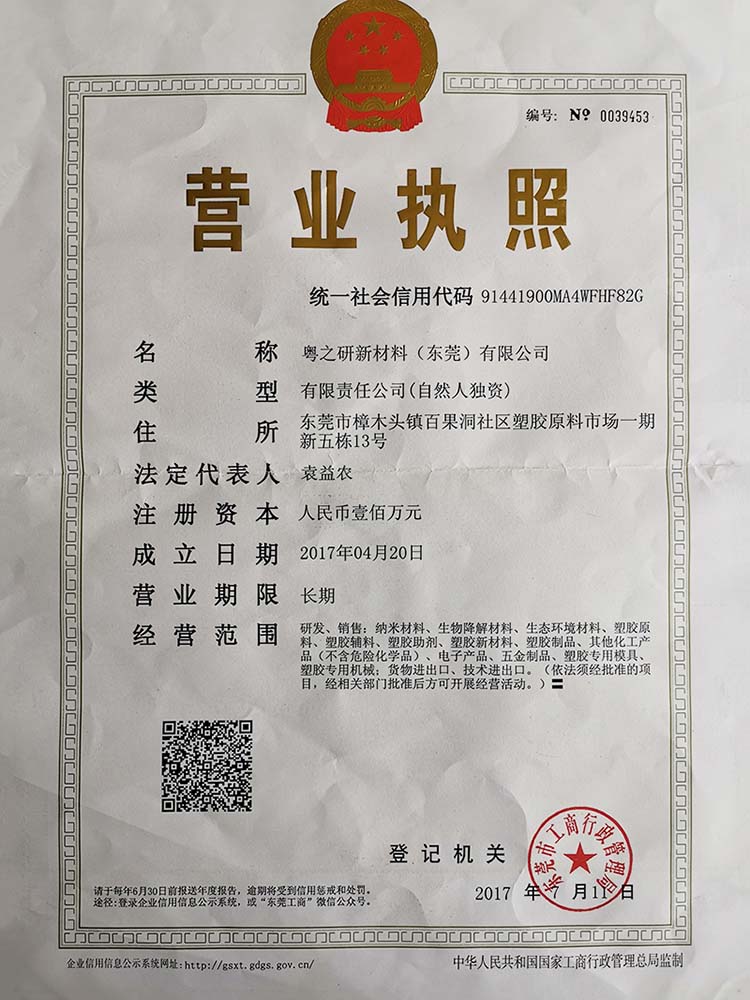 编号: № 0039453
营业执照
统一社会信用代码 91441900MA4WFHF82G
名称 粤之研新材料（东莞）有限公司
类型 有限责任公司(自然人独资)
住所 东莞市樟木头镇百果洞社区塑胶原料市场一期
新五栋13号
法定代表人 袁益农
注册资本 人民币壹佰万元
成立日期 2017年04月20日
营业期限 长期
经营范围 研发、销售：纳米材料、生物降解材料、生态环境材料、塑胶原
料、塑胶辅料、塑胶助剂、塑胶新材料、塑胶制品、其他化工产
品（不含危险化学品）、电子产品、五金制品、塑胶专用模具、
塑胶专用机械；货物进出口、技术进出口。（依法须经批准的项
目，经相关部门批准后方可开展经营活动。）〓
东莞市工商行政管理局
登记机关
2017 年 7 月 11 日
请于每年6月30日前报送年度报告，逾期将受到信用惩戒和处罚。
途径:登录企业信用信息公示系统，或“东莞工商”微信公众号。
企业信用信息公示系统网址:http://gsxt.gdgs.gov.cn/
中华人民共和国国家工商行政管理总局监制